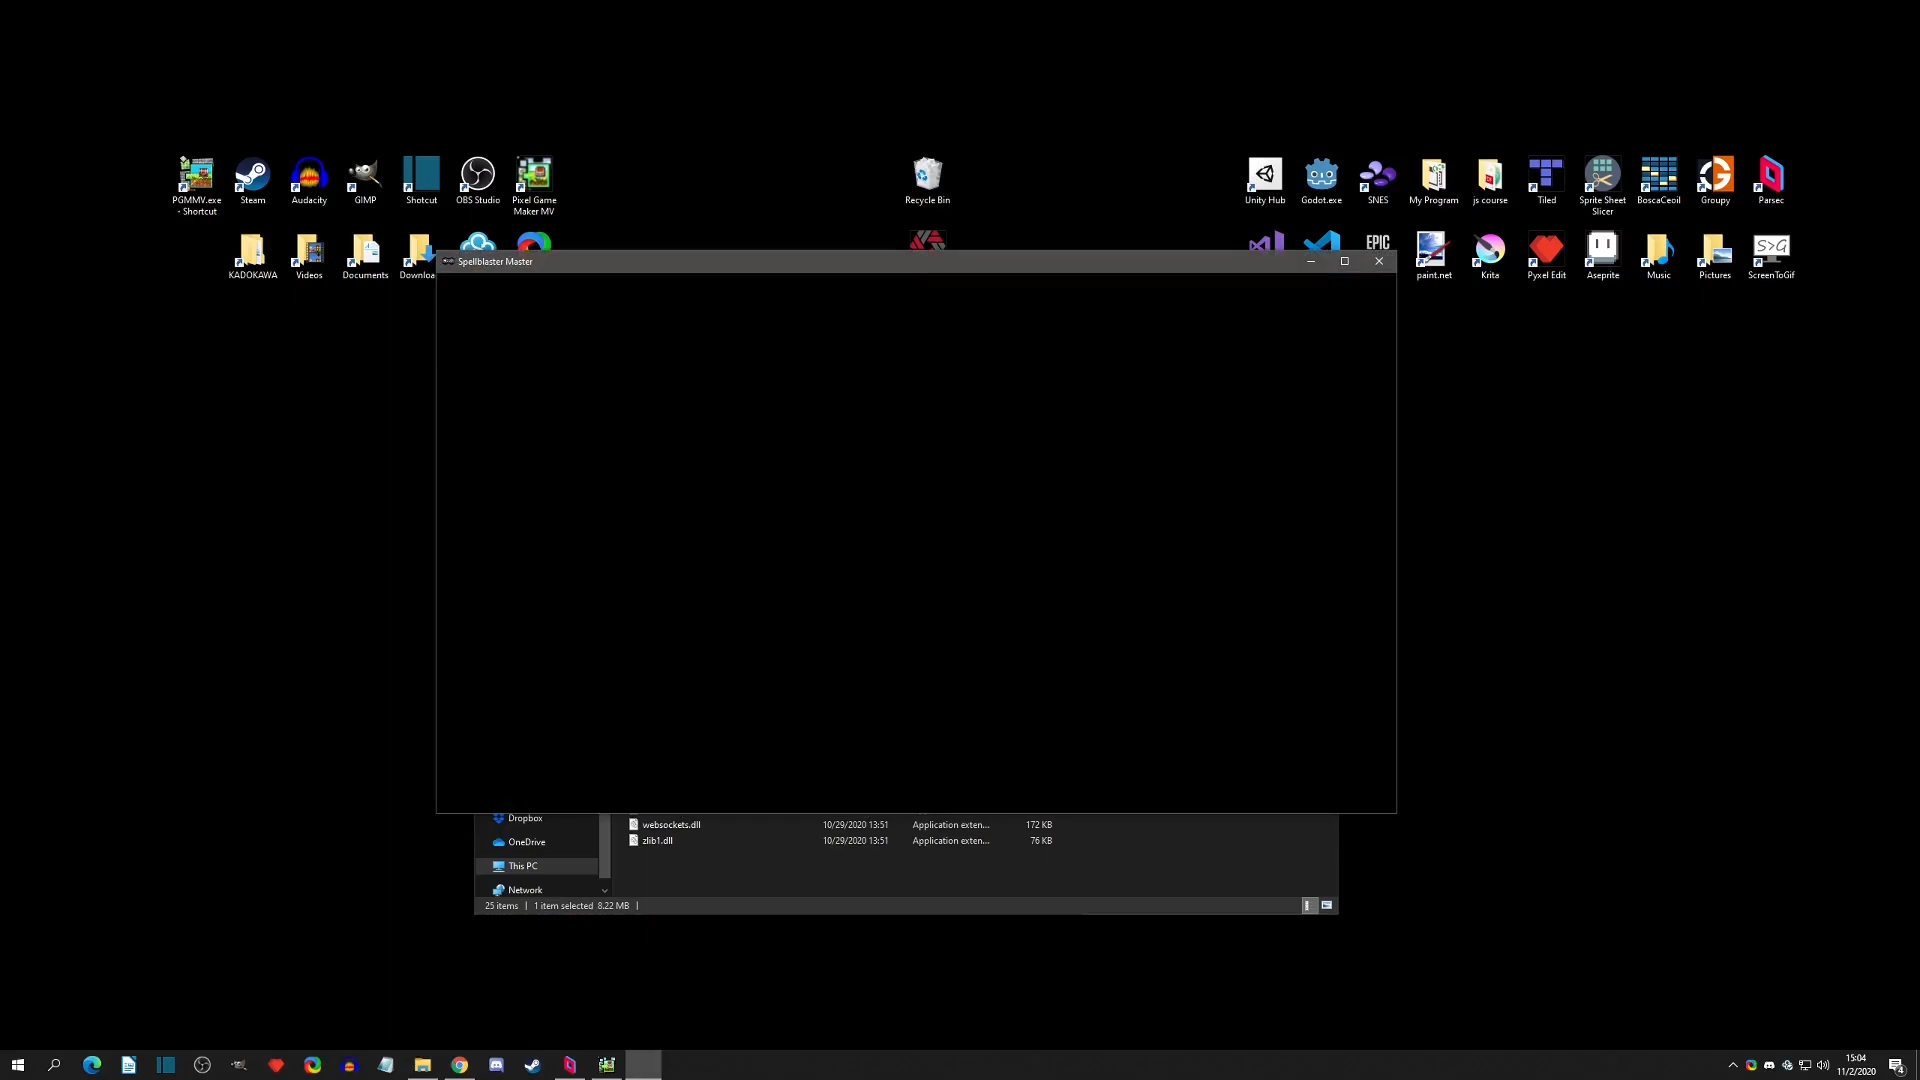 PGMMV.exe - Shortcut
Steam
Audacity
GIMP
Shotcut
OBS Studio
Pixel Game Maker MV
Recycle Bin
Unity Hub
Godot.exe
SNES
My Program
js course
Tiled
Sprite Sheet Slicer
BoscaCeoil
Groupy
Parsec
KADOKAWA
Videos
Documents
Downloa
EPIC
paint.net
Krita
Pyxel Edit
Aseprite
Music
Pictures
S>G
ScreenToGif
Spellblaster Master
Dropbox
OneDrive
This PC
Network
websockets.dll 10/29/2020 13:51 Application exten... 172 KB
zlib1.dll 10/29/2020 13:51 Application exten... 76 KB
25 items | 1 item selected 8.22 MB |
15:04
11/2/2020
4